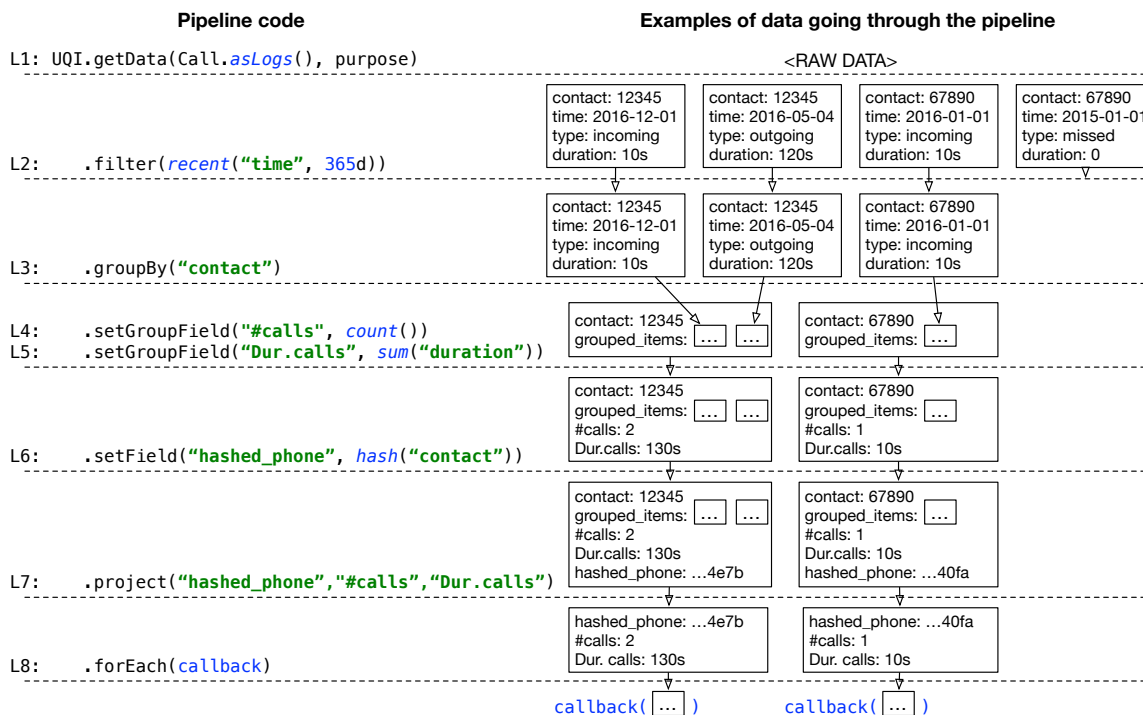 Pipeline code
Examples of data going through the pipeline
L1: UQI.getData(Call.asLogs(), purpose)
<RAW DATA>
contact: 12345
time: 2016-12-01
type: incoming
duration: 10s
contact: 12345
time: 2016-05-04
type: outgoing
duration: 120s
contact: 67890
time: 2016-01-01
type: incoming
duration: 10s
contact: 67890
time: 2015-01-01
type: missed
duration: 0
L2: .filter(recent(“time”, 365d))
contact: 12345
time: 2016-12-01
type: incoming
duration: 10s
contact: 12345
time: 2016-05-04
type: outgoing
duration: 120s
contact: 67890
time: 2016-01-01
type: incoming
duration: 10s
L3: .groupBy(“contact”)
contact: 12345
grouped_items: ... ...
contact: 67890
grouped_items: ...
L4: .setGroupField("#calls", count())
L5: .setGroupField(“Dur.calls”, sum(“duration”))
contact: 12345
grouped_items: ... ...
#calls: 2
Dur.calls: 130s
contact: 67890
grouped_items: ...
#calls: 1
Dur.calls: 10s
L6: .setField(“hashed_phone”, hash(“contact”))
contact: 12345
grouped_items: ... ...
#calls: 2
Dur.calls: 130s
hashed_phone: ...4e7b
contact: 67890
grouped_items: ...
#calls: 1
Dur.calls: 10s
hashed_phone: ...40fa
L7: .project(“hashed_phone”,"#calls",“Dur.calls”)
hashed_phone: ...4e7b
#calls: 2
Dur. calls: 130s
hashed_phone: ...40fa
#calls: 1
Dur. calls: 10s
L8: .forEach(callback)
callback( ... )
callback( ... )